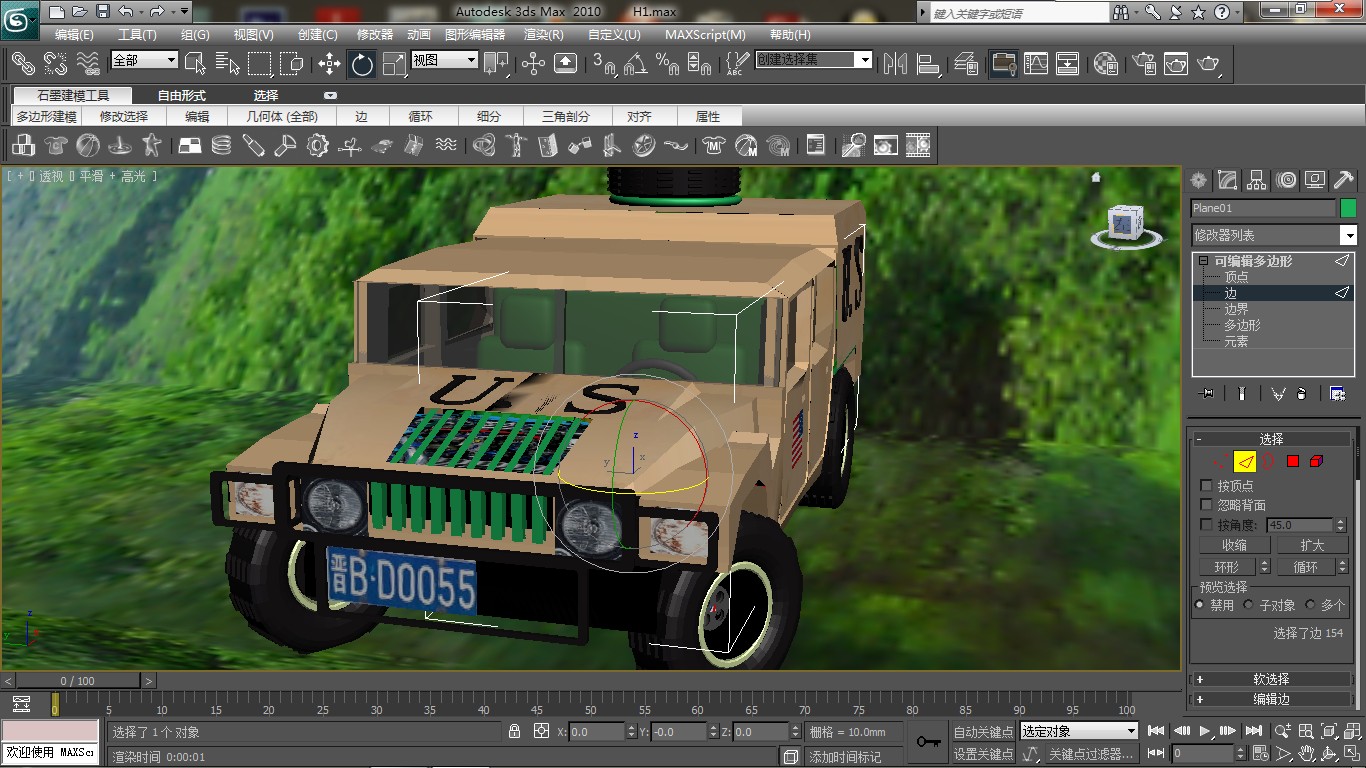 Autodesk 3ds Max 2010 H1.max
键入关键字或短语
编辑(E) 工具(T) 组(G) 视图(V) 创建(C) 修改器 动画 图形编辑器 渲染(R) 自定义(U) MAXScript(M) 帮助(H)
全部 视图 3 ABC 创建选择集
石墨建模工具 自由形式 选择
多边形建模 修改选择 编辑 几何体 (全部) 边 循环 细分 三角剖分 对齐 属性
[ + ] 透视 ] 平滑 + 高光 ]
Plane01
修改器列表
可编辑多边形
顶点
边
边界
多边形
元素
U S
U S
z
y x
晋B·D0055
z
y
- 选择
按顶点
忽略背面
按角度: 45.0
收缩 扩大
环形 循环
预览选择
禁用 子对象 多个
选择了边 154
+ 软选择
+ 编辑边
< 0 / 100 >
0 5 10 15 20 25 30 35 40 45 50 55 60 65 70 75 80 85 90 95 100
选择了 1 个 对象 X: 0.0 Y: -0.0 Z: 0.0 栅格 = 10.0mm 自动关键点 选定对象
欢迎使用 MAXSc
渲染时间 0:00:01 添加时间标记 设置关键点 关键点过滤器... 0